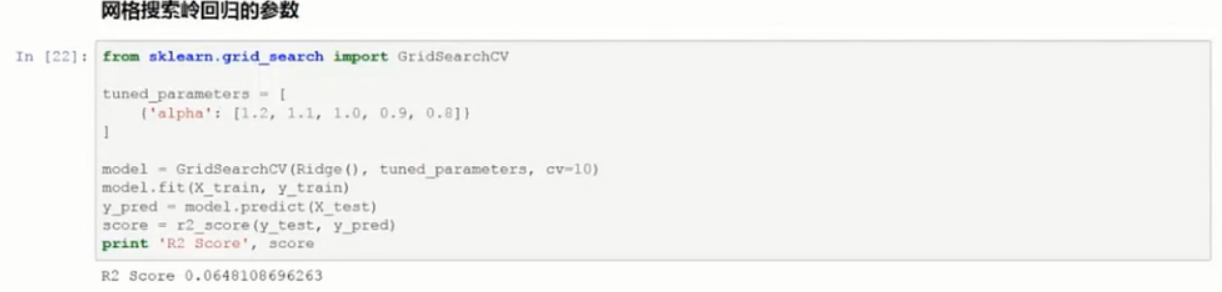 网格搜索岭回归的参数
In [22]: from sklearn.grid_search import GridSearchCV
tuned_parameters = [
{'alpha': [1.2, 1.1, 1.0, 0.9, 0.8]}
]
model = GridSearchCV(Ridge(), tuned_parameters, cv=10)
model.fit(X_train, y_train)
y_pred = model.predict(X_test)
score = r2_score(y_test, y_pred)
print 'R2 Score', score
R2 Score 0.0648108696263